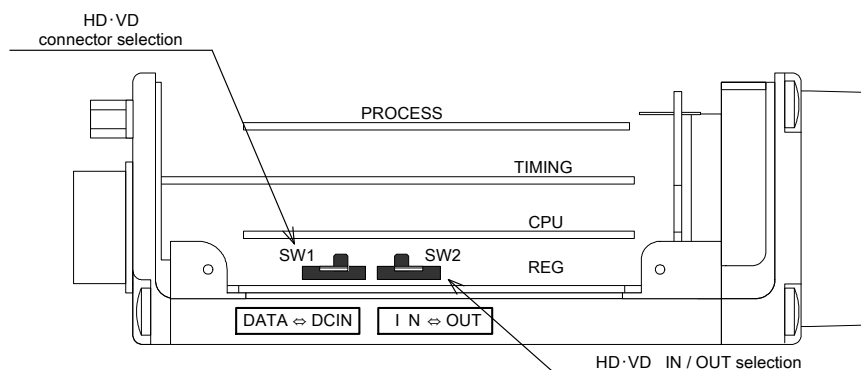 HD·VD
connector selection
PROCESS
TIMING
CPU
SW1 SW2
REG
DATA ⇔ DCIN I N ⇔ OUT
HD·VD IN / OUT selection